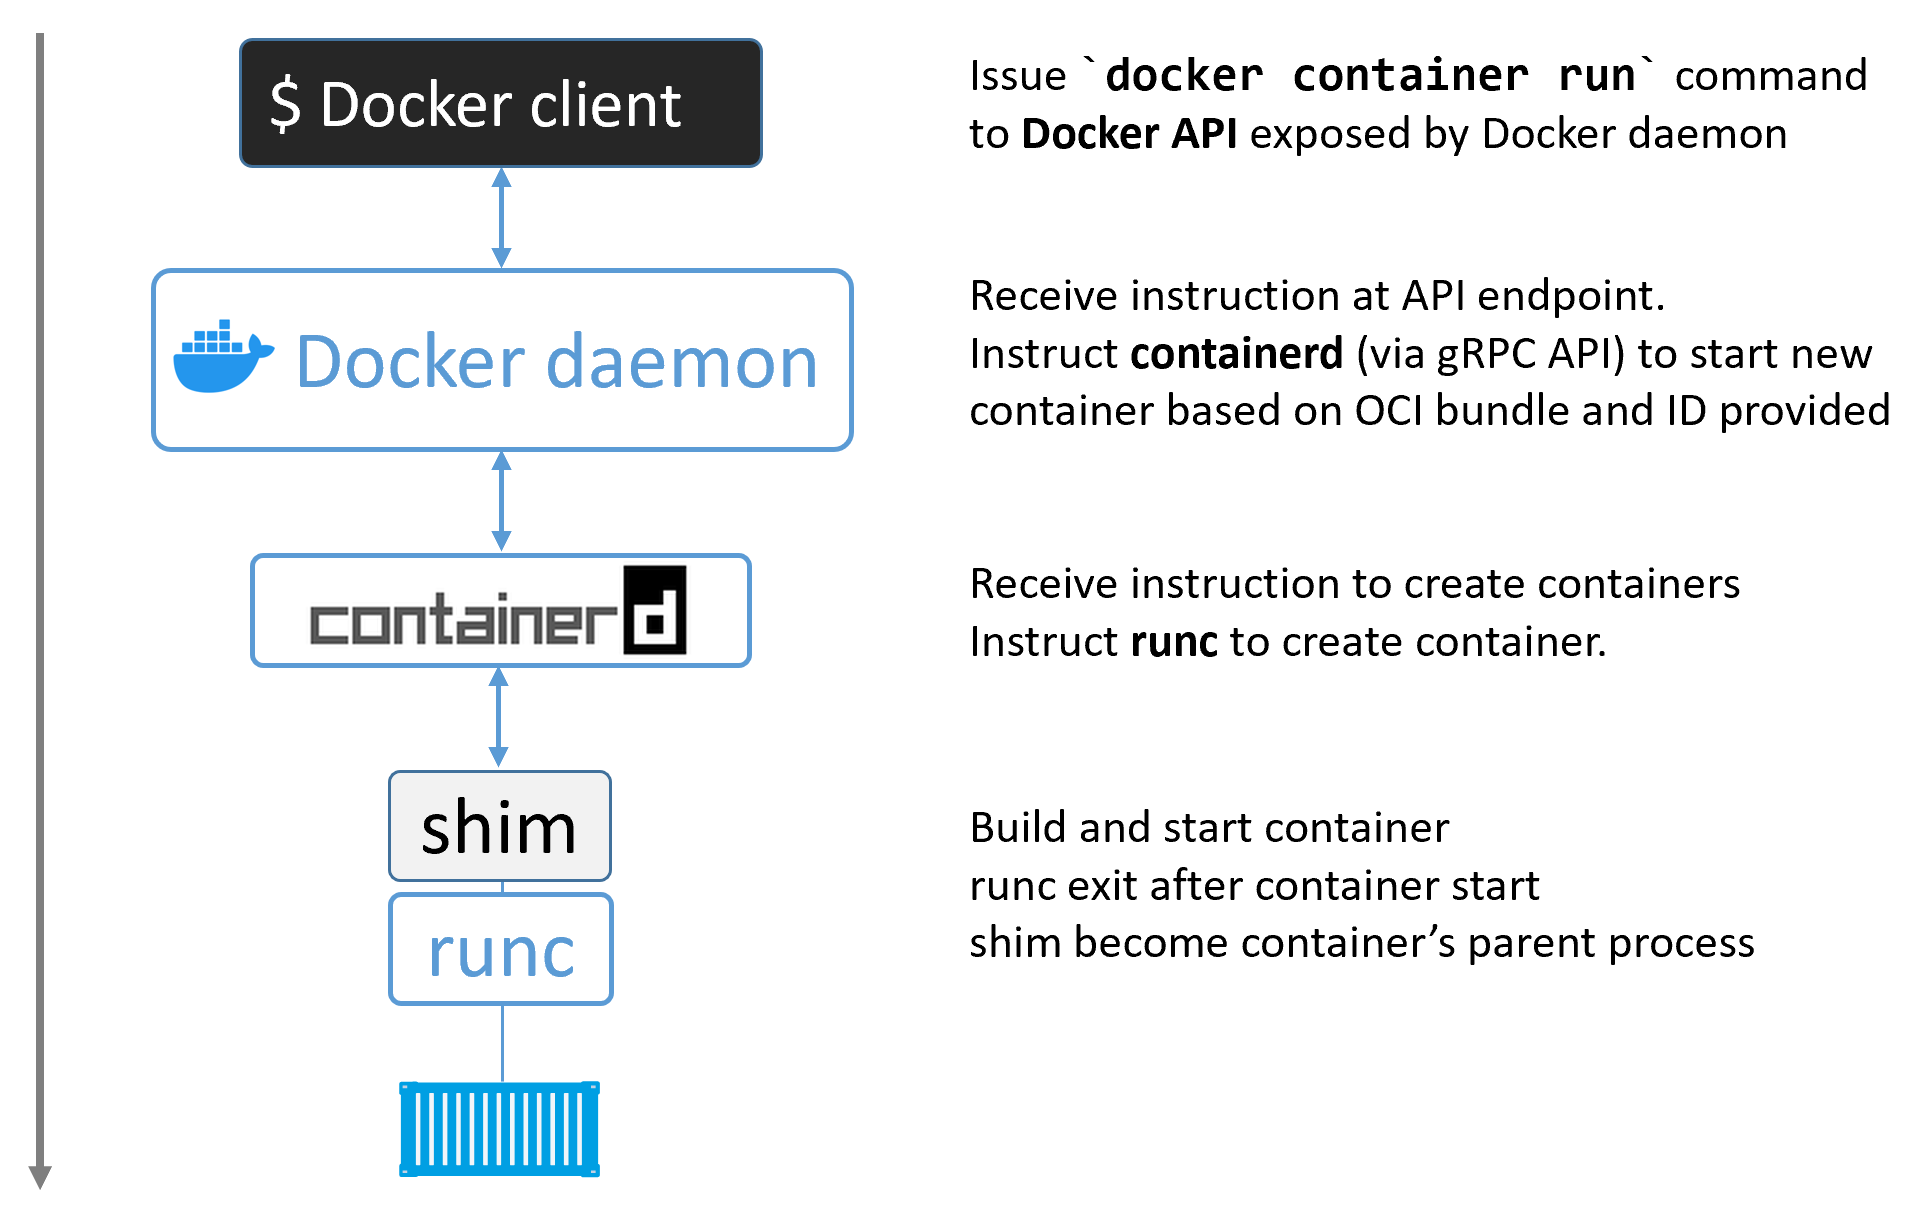 $ Docker client
Issue `docker container run` command
to Docker API exposed by Docker daemon
Docker daemon
Receive instruction at API endpoint.
Instruct containerd (via gRPC API) to start new
container based on OCI bundle and ID provided
containerd
Receive instruction to create containers
Instruct runc to create container.
shim
runc
Build and start container
runc exit after container start
shim become container’s parent process